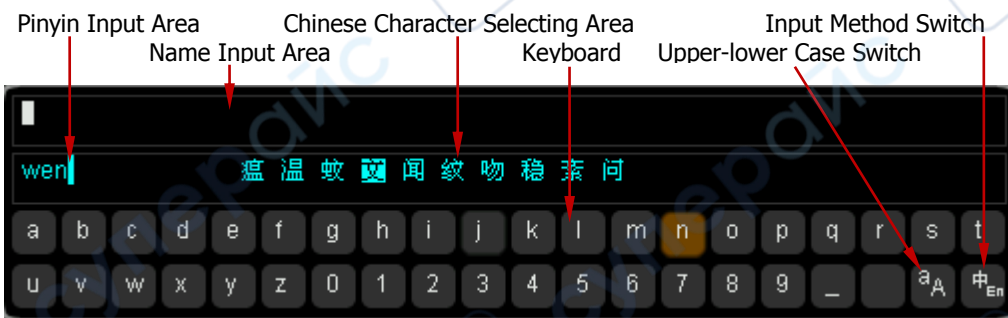 Pinyin Input Area Chinese Character Selecting Area Input Method Switch
Name Input Area Keyboard Upper-lower Case Switch
wen 瘟 温 蚊 文 闻 纹 吻 稳 紊 问
a b c d e f g h i j k l m n o p q r s t
u v w x y z 0 1 2 3 4 5 6 7 8 9 _ aA 中En